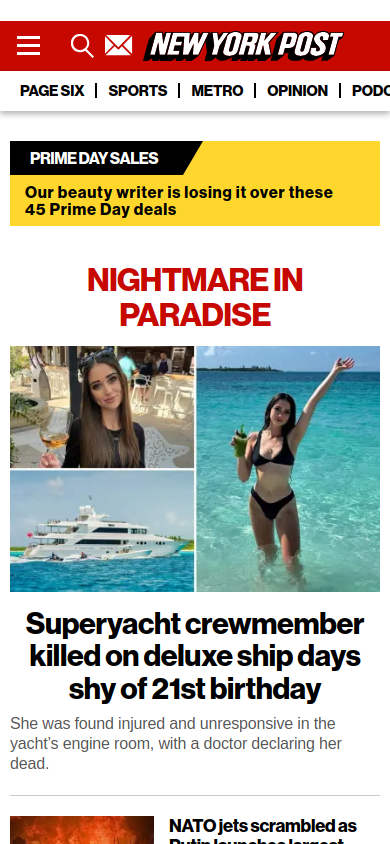 NEW YORK POST
PAGE SIX
SPORTS
METRO
OPINION
PODC
PRIME DAY SALES
Our beauty writer is losing it over these
45 Prime Day deals
NIGHTMARE IN
PARADISE
Superyacht crewmember
killed on deluxe ship days
shy of 21st birthday
She was found injured and unresponsive in the
yacht’s engine room, with a doctor declaring her
dead.
NATO jets scrambled as
Putin launches largest